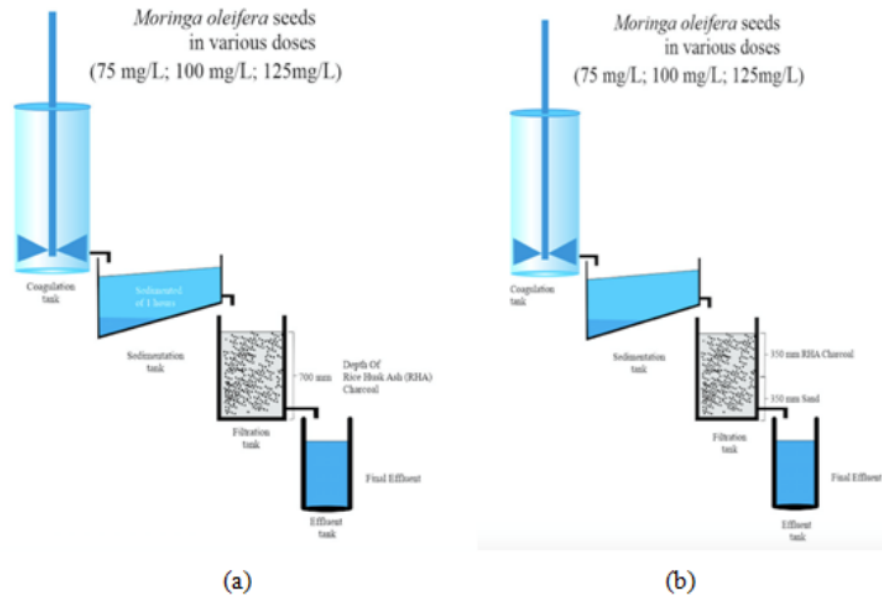 Moringa oleifera seeds
in various doses
(75 mg/L; 100 mg/L; 125mg/L)
Coagulation
tank
Sedimented
of 1 hours
Sedimentation
tank
700 mm
Depth Of
Rice Husk Ash (RHA)
Charcoal
Filtration
tank
Final Effluent
Effluent
tank
(a)
Moringa oleifera seeds
in various doses
(75 mg/L; 100 mg/L; 125mg/L)
Coagulation
tank
Sedimentation
tank
350 mm RHA Charcoal
350 mm Sand
Filtration
tank
Final Effluent
Effluent
tank
(b)